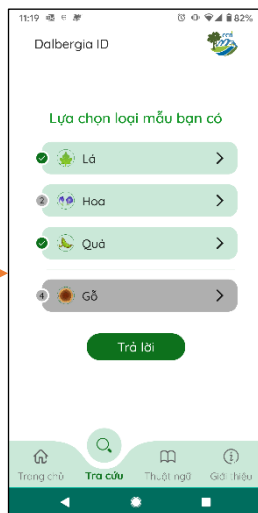 11:19 82%
Dalbergia ID
Lựa chọn loại mẫu bạn có
Lá
2 Hoa
Quả
4 Gỗ
Trả lời
Trang chủ Tra cứu Thuật ngữ Giới thiệu